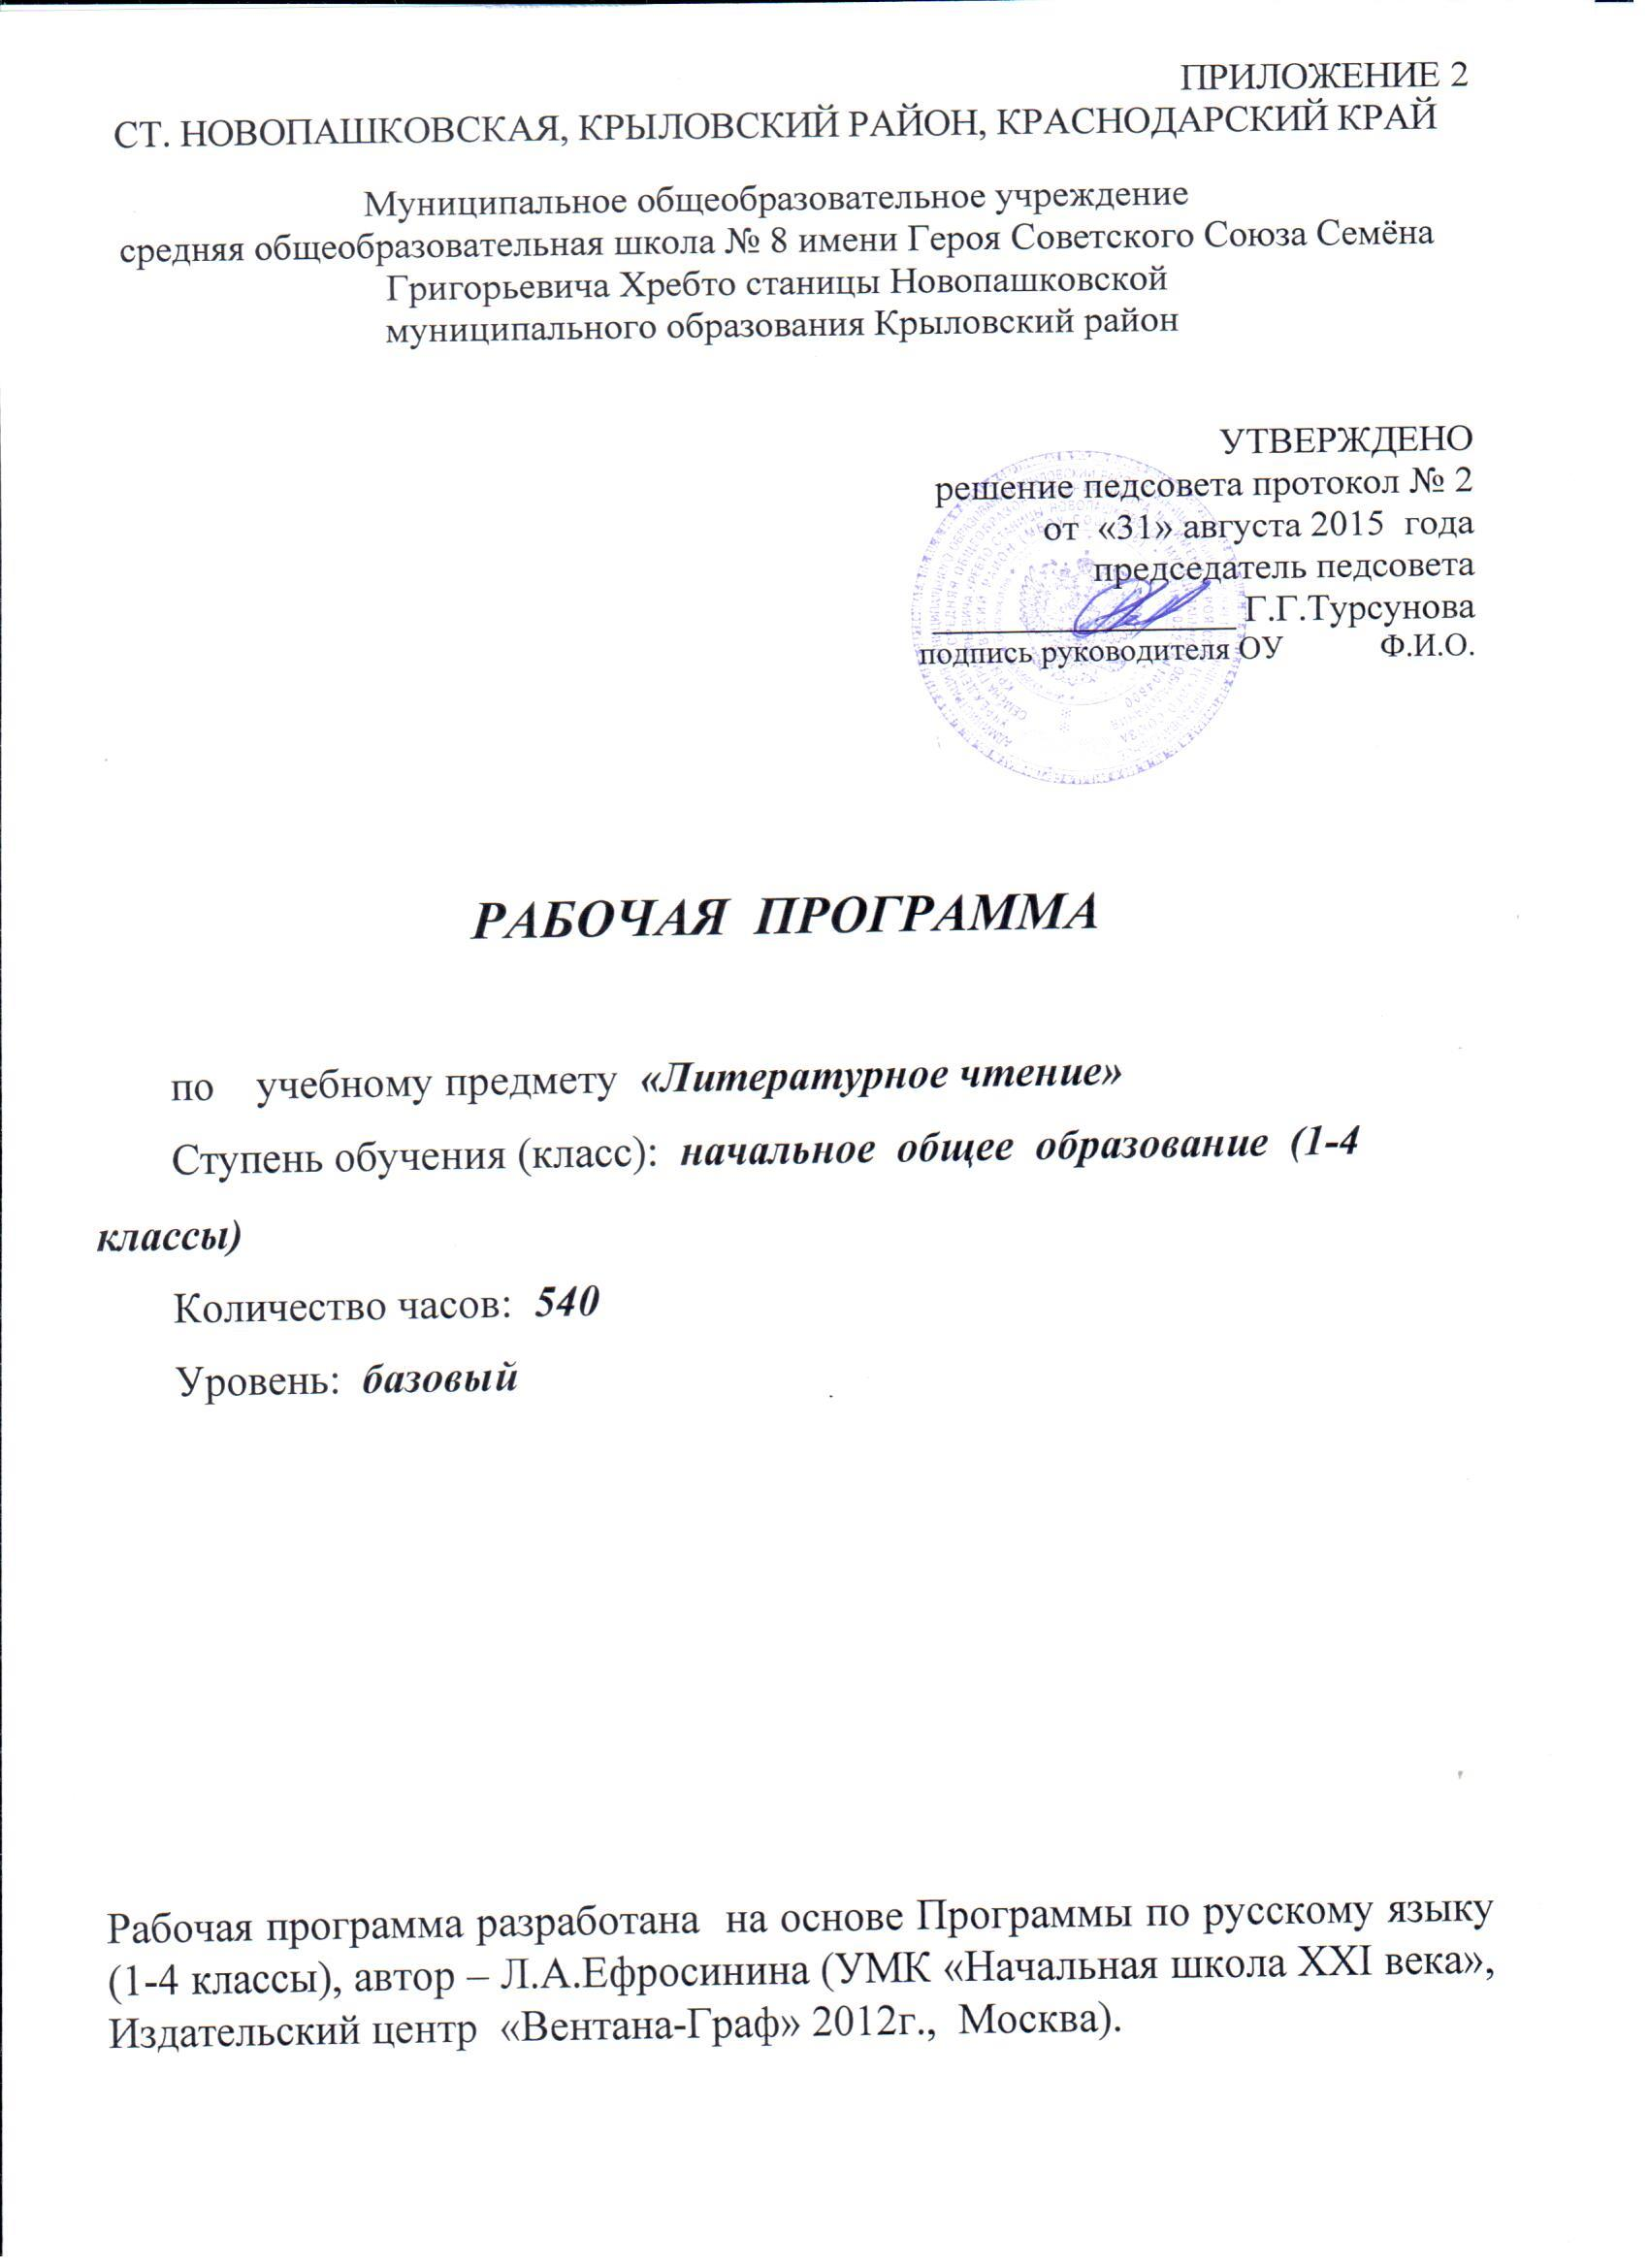 ПРИЛОЖЕНИЕ 2
СТ. НОВОПАШКОВСКАЯ, КРЫЛОВСКИЙ РАЙОН, КРАСНОДАРСКИЙ КРАЙ
Муниципальное общеобразовательное учреждение
средняя общеобразовательная школа № 8 имени Героя Советского Союза Семёна
Григорьевича Хребто станицы Новопашковской
муниципального образования Крыловский район
УТВЕРЖДЕНО
решение педсовета протокол № 2
от «31» августа 2015 года
председатель педсовета
Г.Г.Турсунова
подпись руководителя ОУ Ф.И.О.
РАБОЧАЯ ПРОГРАММА
по учебному предмету «Литературное чтение»
Ступень обучения (класс): начальное общее образование (1-4
классы)
Количество часов: 540
Уровень: базовый
Рабочая программа разработана на основе Программы по русскому языку
(1-4 классы), автор – Л.А.Ефросинина (УМК «Начальная школа XXI века»,
Издательский центр «Вентана-Граф» 2012г., Москва).